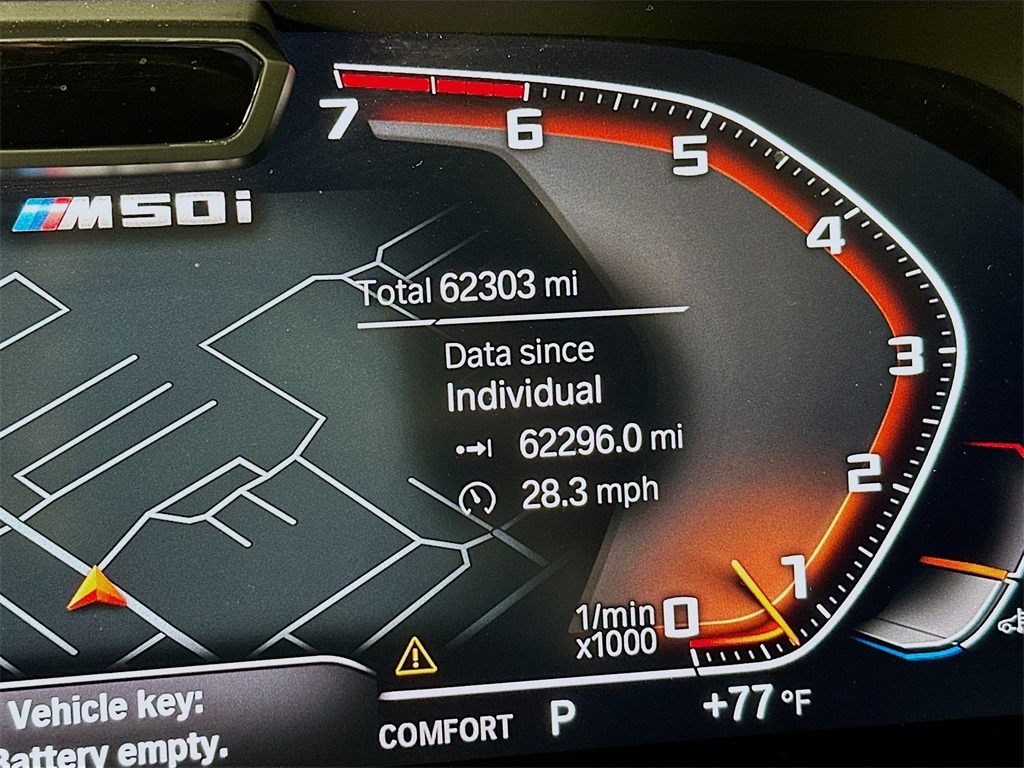 7
6
5
M50i
4
Total 62303 mi
Data since
3
Individual
62296.0 mi
2
28.3 mph
1
1/min 0
x1000
Vehicle key:
COMFORT P +77 °F
Battery empty.